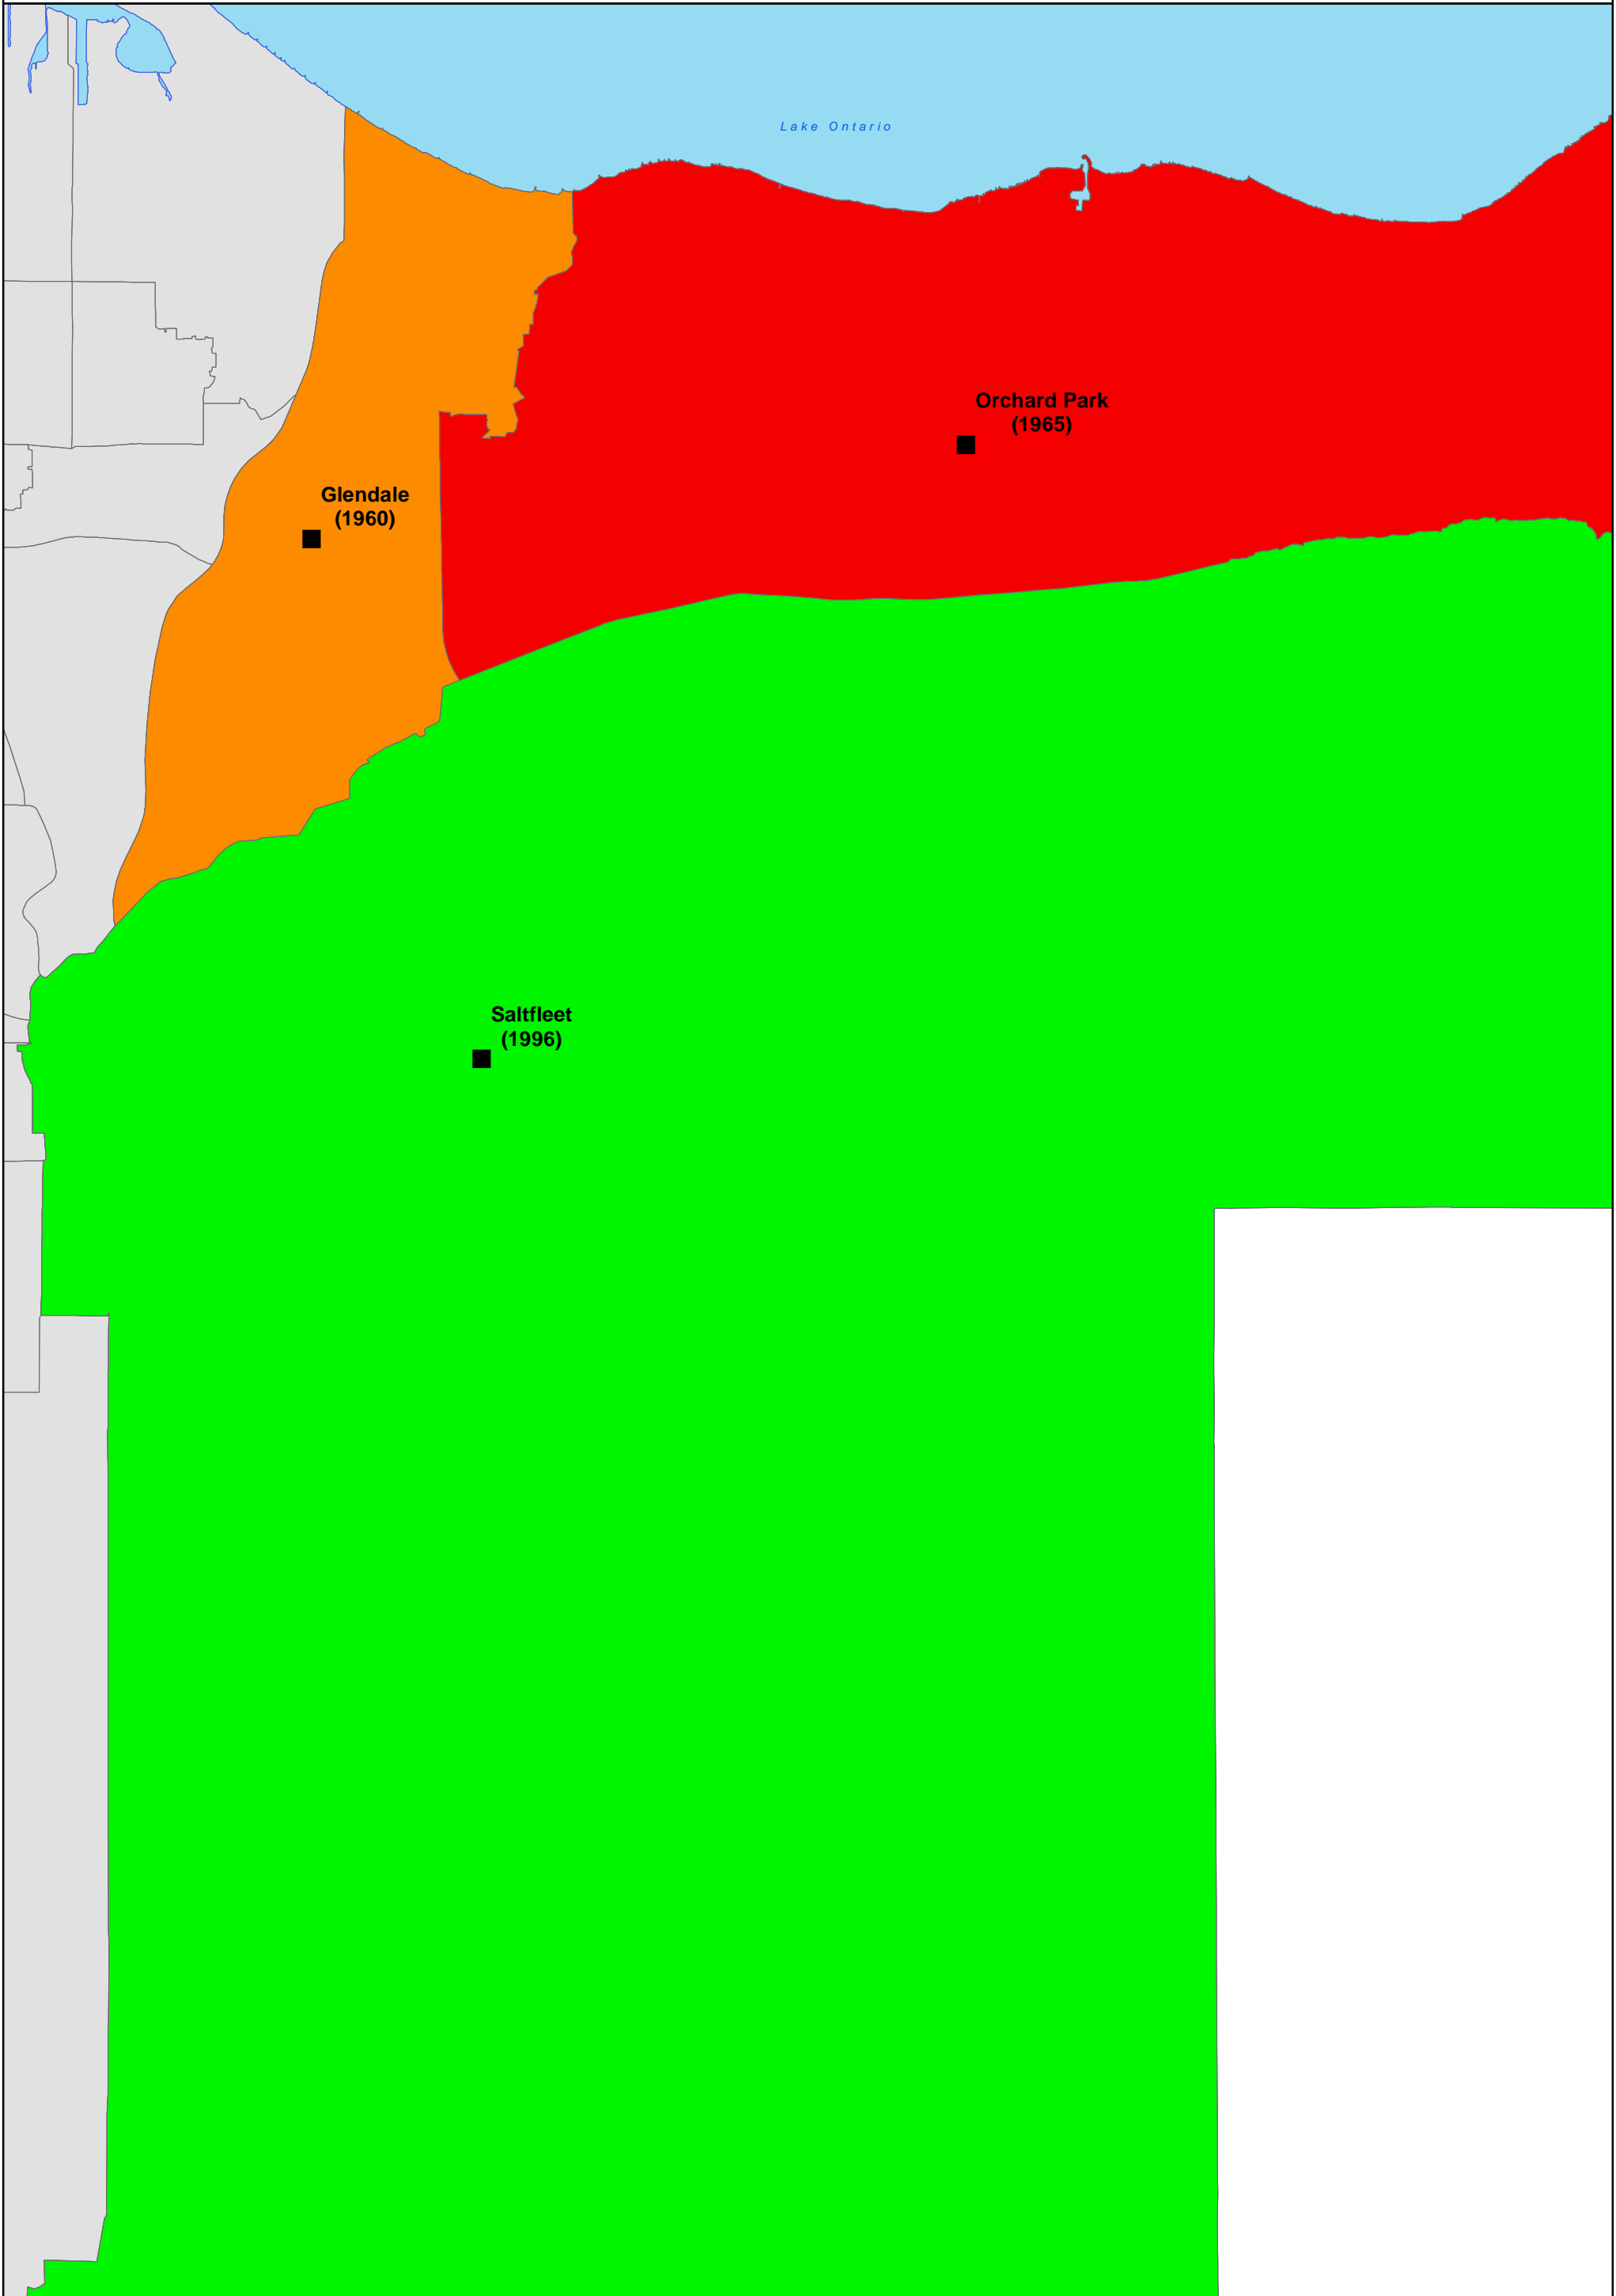 Lake Ontario
Orchard Park
(1965)
Glendale
(1960)
Saltfleet
(1996)